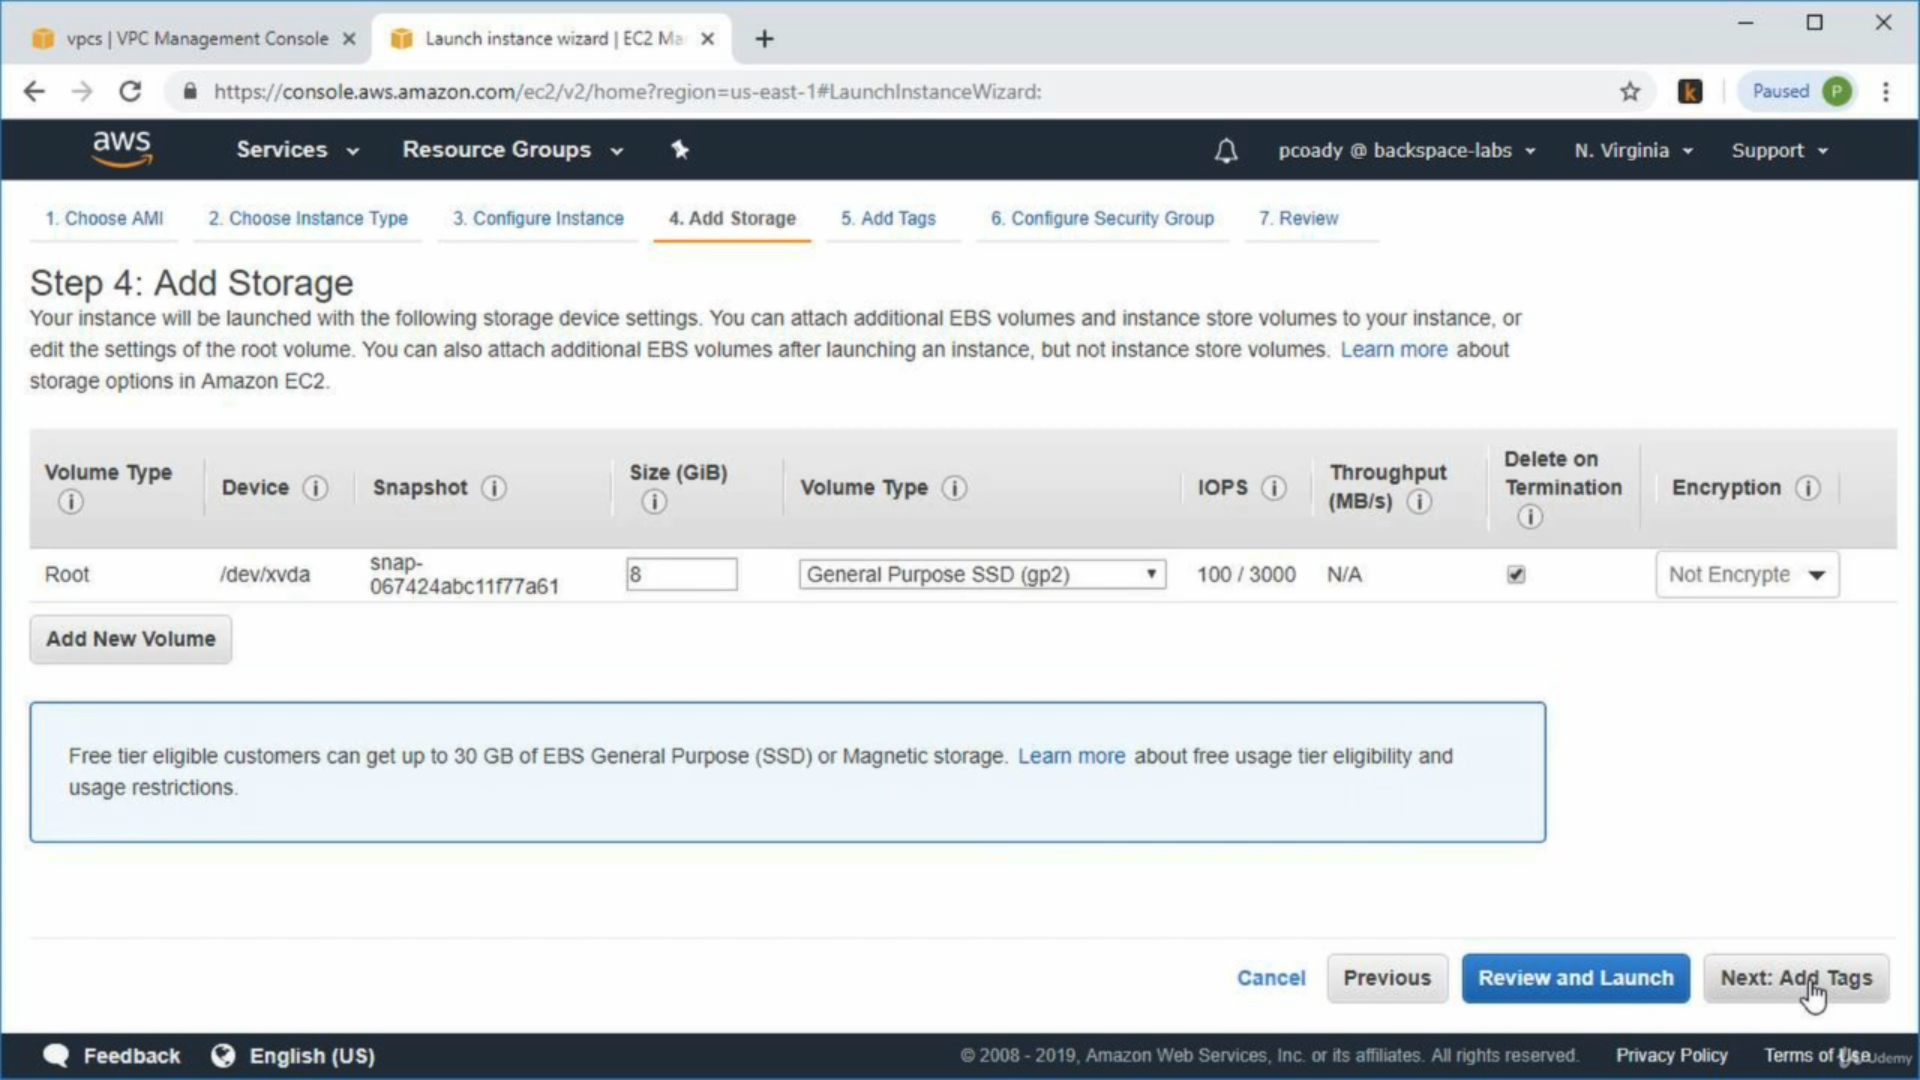 vpcs | VPC Management Console
Launch instance wizard | EC2 Ma
https://console.aws.amazon.com/ec2/v2/home?region=us-east-1#LaunchInstanceWizard:
k
Paused P
aws
Services
Resource Groups
pcoady @ backspace-labs
N. Virginia
Support
1. Choose AMI
2. Choose Instance Type
3. Configure Instance
4. Add Storage
5. Add Tags
6. Configure Security Group
7. Review
Step 4: Add Storage
Your instance will be launched with the following storage device settings. You can attach additional EBS volumes and instance store volumes to your instance, or
edit the settings of the root volume. You can also attach additional EBS volumes after launching an instance, but not instance store volumes. Learn more about
storage options in Amazon EC2.
Volume Type
Device
Snapshot
Size (GiB)
Volume Type
IOPS
Throughput
(MB/s)
Delete on
Termination
Encryption
Root
/dev/xvda
snap-
067424abc11f77a61
8
General Purpose SSD (gp2)
100 / 3000
N/A
Not Encrypte
Add New Volume
Free tier eligible customers can get up to 30 GB of EBS General Purpose (SSD) or Magnetic storage. Learn more about free usage tier eligibility and
usage restrictions.
Cancel
Previous
Review and Launch
Next: Add Tags
Feedback
English (US)
© 2008 - 2019, Amazon Web Services, Inc. or its affiliates. All rights reserved.
Privacy Policy
Terms of Use
Udemy